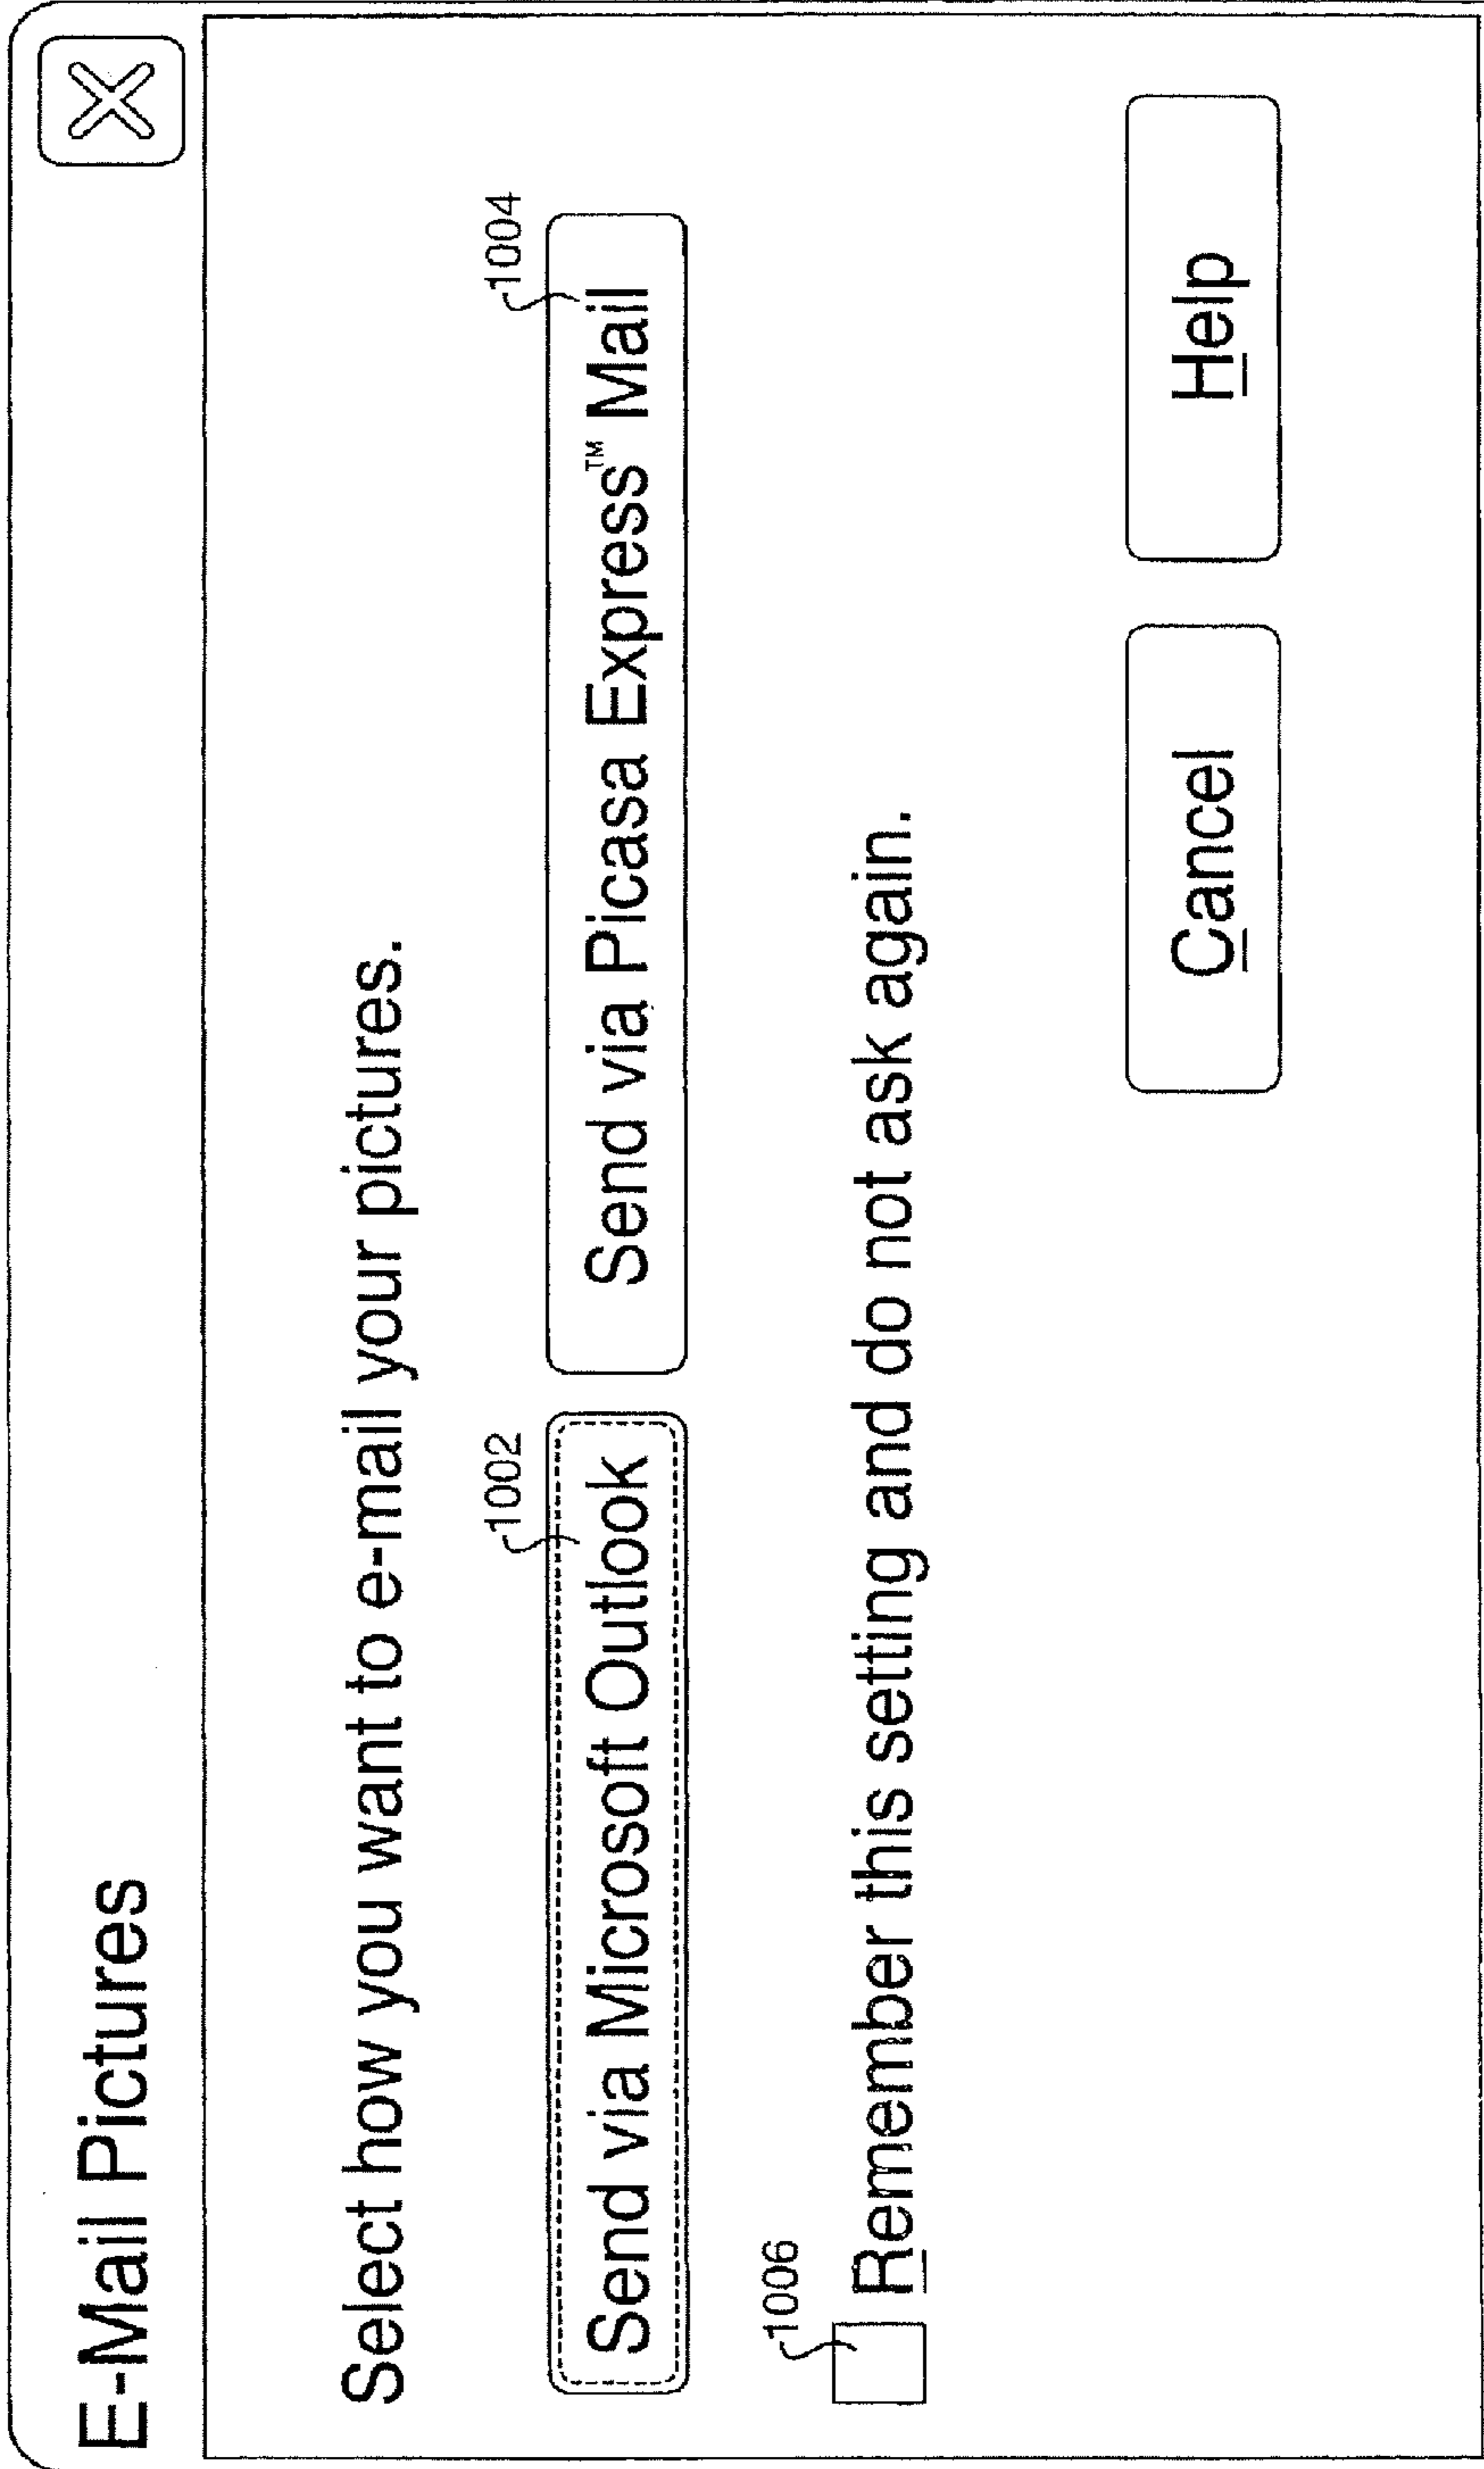 E-Mail Pictures
Select how you want to e-mail your pictures.
1002
1004
Send via Microsoft Outlook
Send via Picasa Express™ Mail
1006
Remember this setting and do not ask again.
Cancel
Help